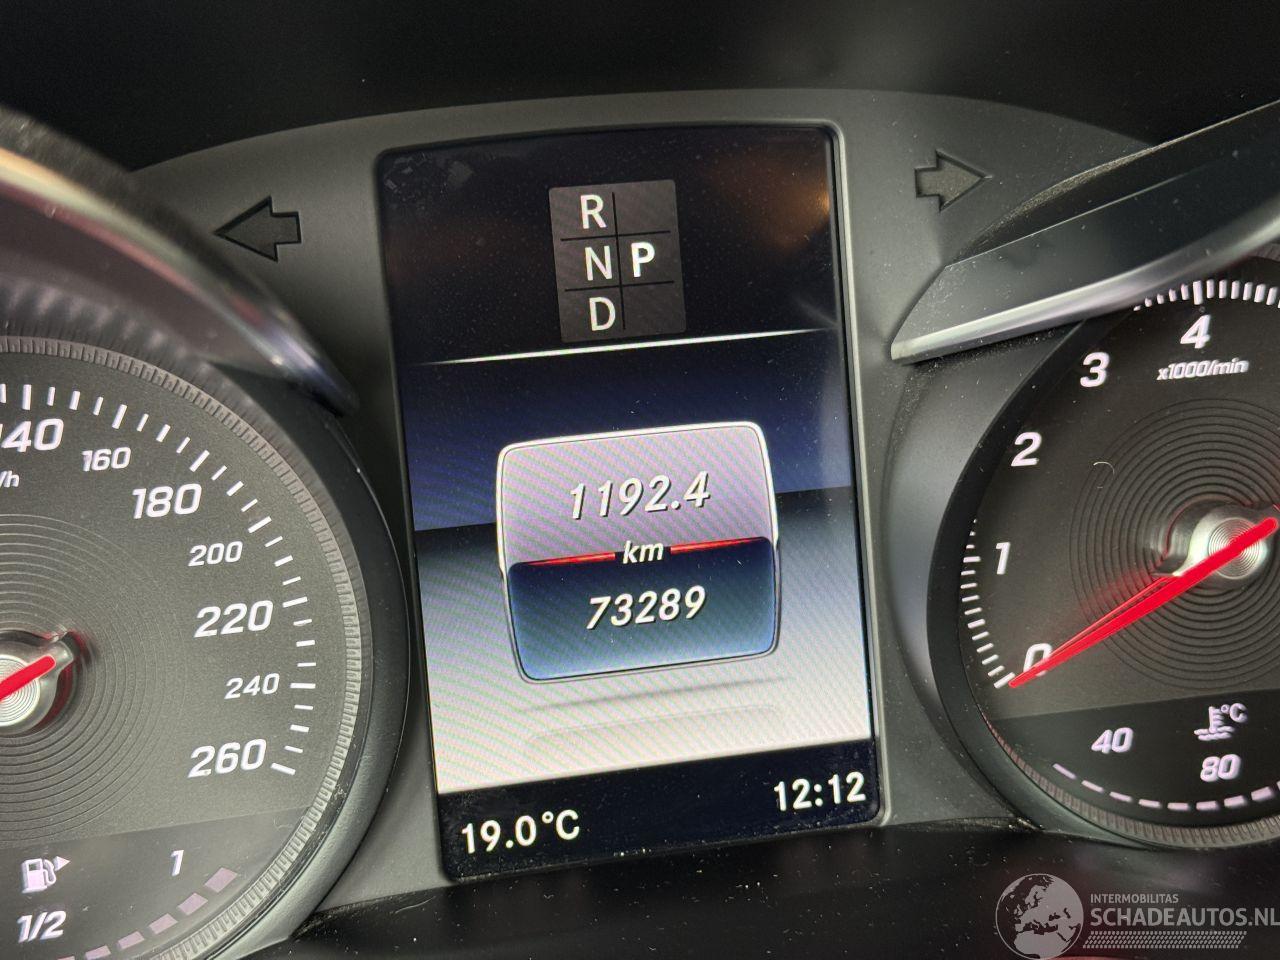 R
N P
D
1192.4
km
73289
19.0°C
12:12
160
180
200
220
240
260
1
1/2
4
x1000/min
3
2
1
0
°C
40
80
INTERMOBILITAS
SCHADEAUTOS.NL